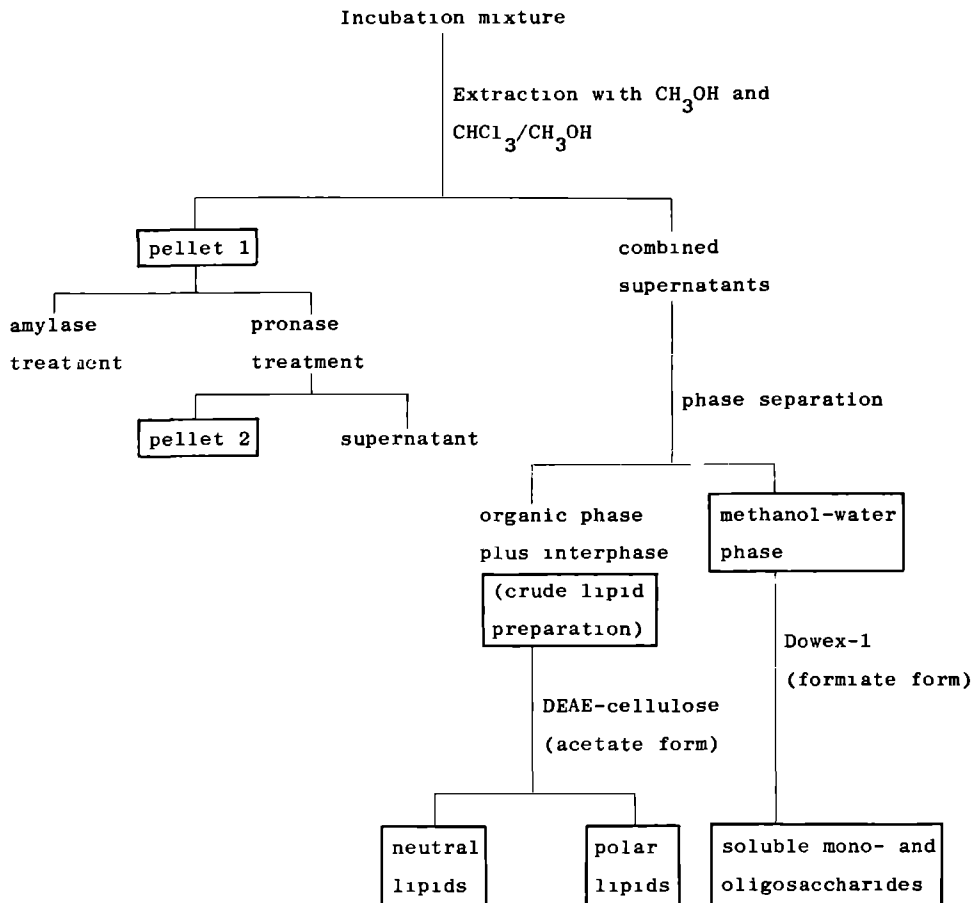 Incubation mixture
Extraction with CH3OH and
CHCl3/CH3OH
pellet 1
combined
supernatants
amylase
treatment
pronase
treatment
phase separation
pellet 2
supernatant
organic phase
plus interphase
(crude lipid
preparation)
methanol-water
phase
Dowex-1
(formiate form)
DEAE-cellulose
(acetate form)
neutral
lipids
polar
lipids
soluble mono- and
oligosaccharides